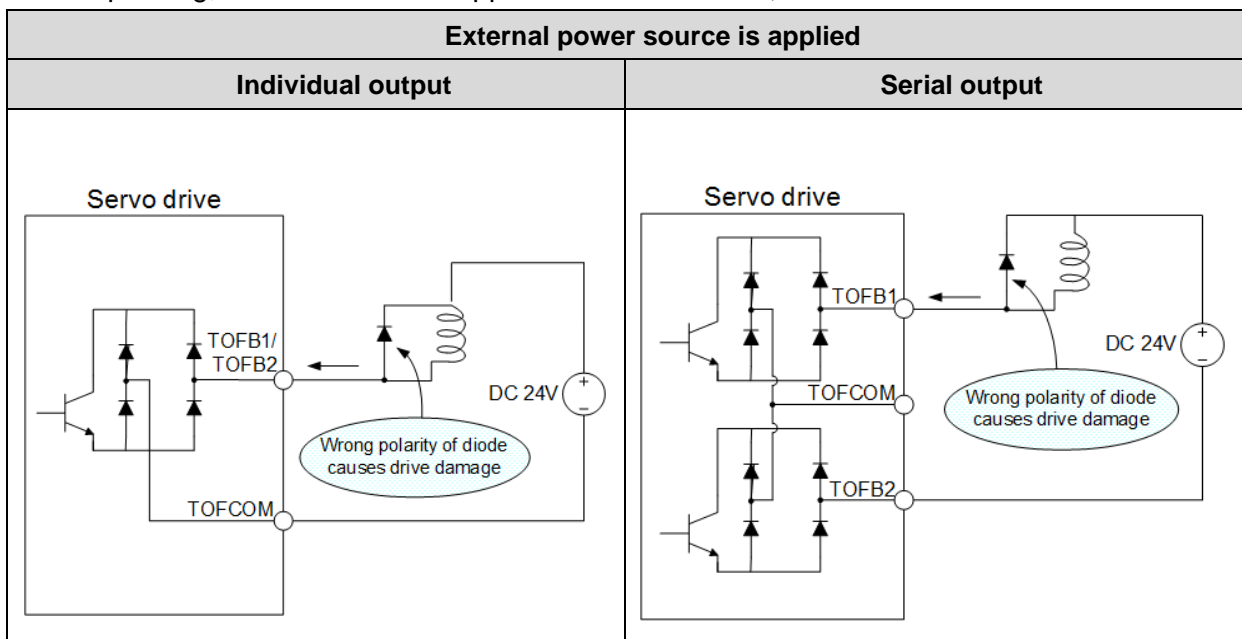 External power source is applied
Individual output
Serial output
Servo drive
TOFB1/
TOFB2
DC 24V
+
−
Wrong polarity of diode
causes drive damage
TOFCOM
Servo drive
TOFB1
DC 24V
+
−
TOFCOM
Wrong polarity of diode
causes drive damage
TOFB2